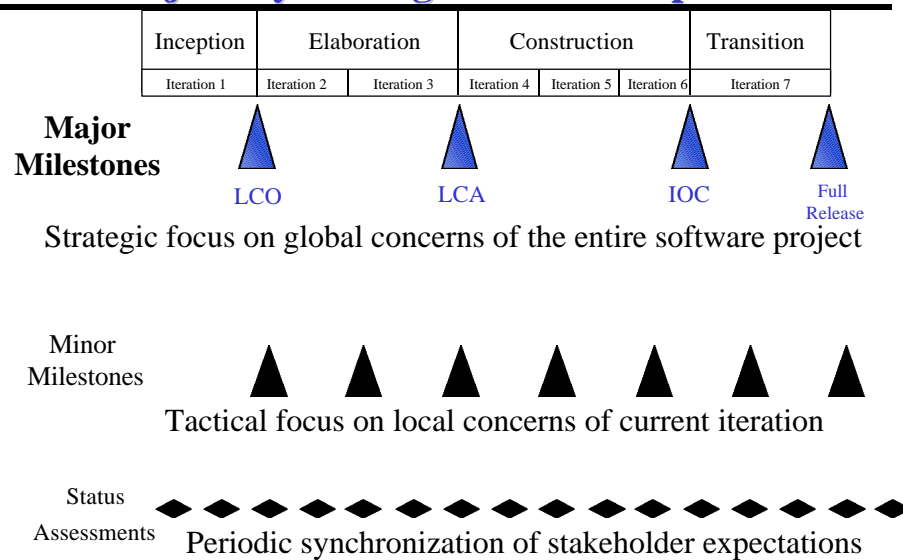 Inception Elaboration Construction Transition
Iteration 1 Iteration 2 Iteration 3 Iteration 4 Iteration 5 Iteration 6 Iteration 7
Major
Milestones
LCO LCA IOC Full
Release
Strategic focus on global concerns of the entire software project
Minor
Milestones
Tactical focus on local concerns of current iteration
Status
Assessments
Periodic synchronization of stakeholder expectations